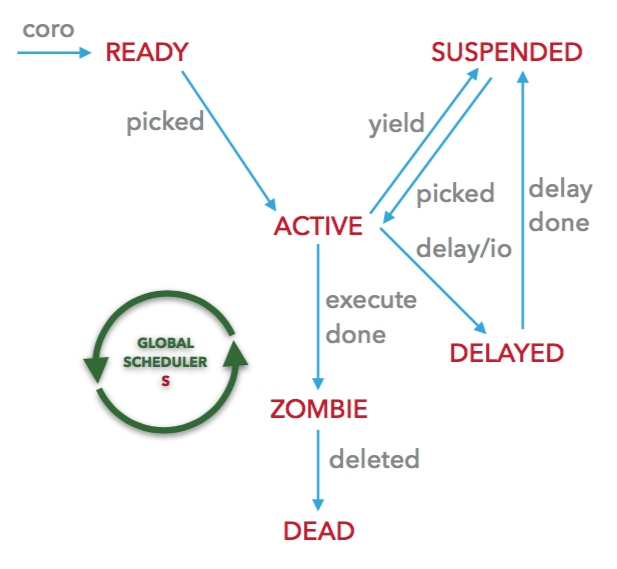 coro
READY
SUSPENDED
picked
yield
picked
delay
done
ACTIVE
delay/io
execute
done
GLOBAL
SCHEDULER
S
DELAYED
ZOMBIE
deleted
DEAD